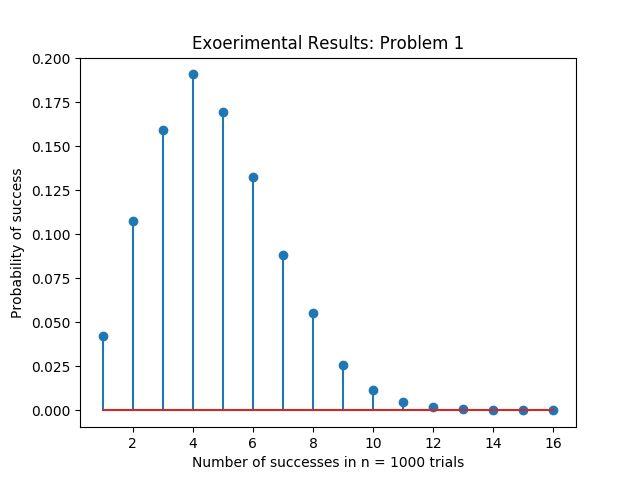 Exoerimental Results: Problem 1
0.200
0.175
0.150
0.125
0.100
0.075
0.050
0.025
0.000
Probability of success
2 4 6 8 10 12 14 16
Number of successes in n = 1000 trials